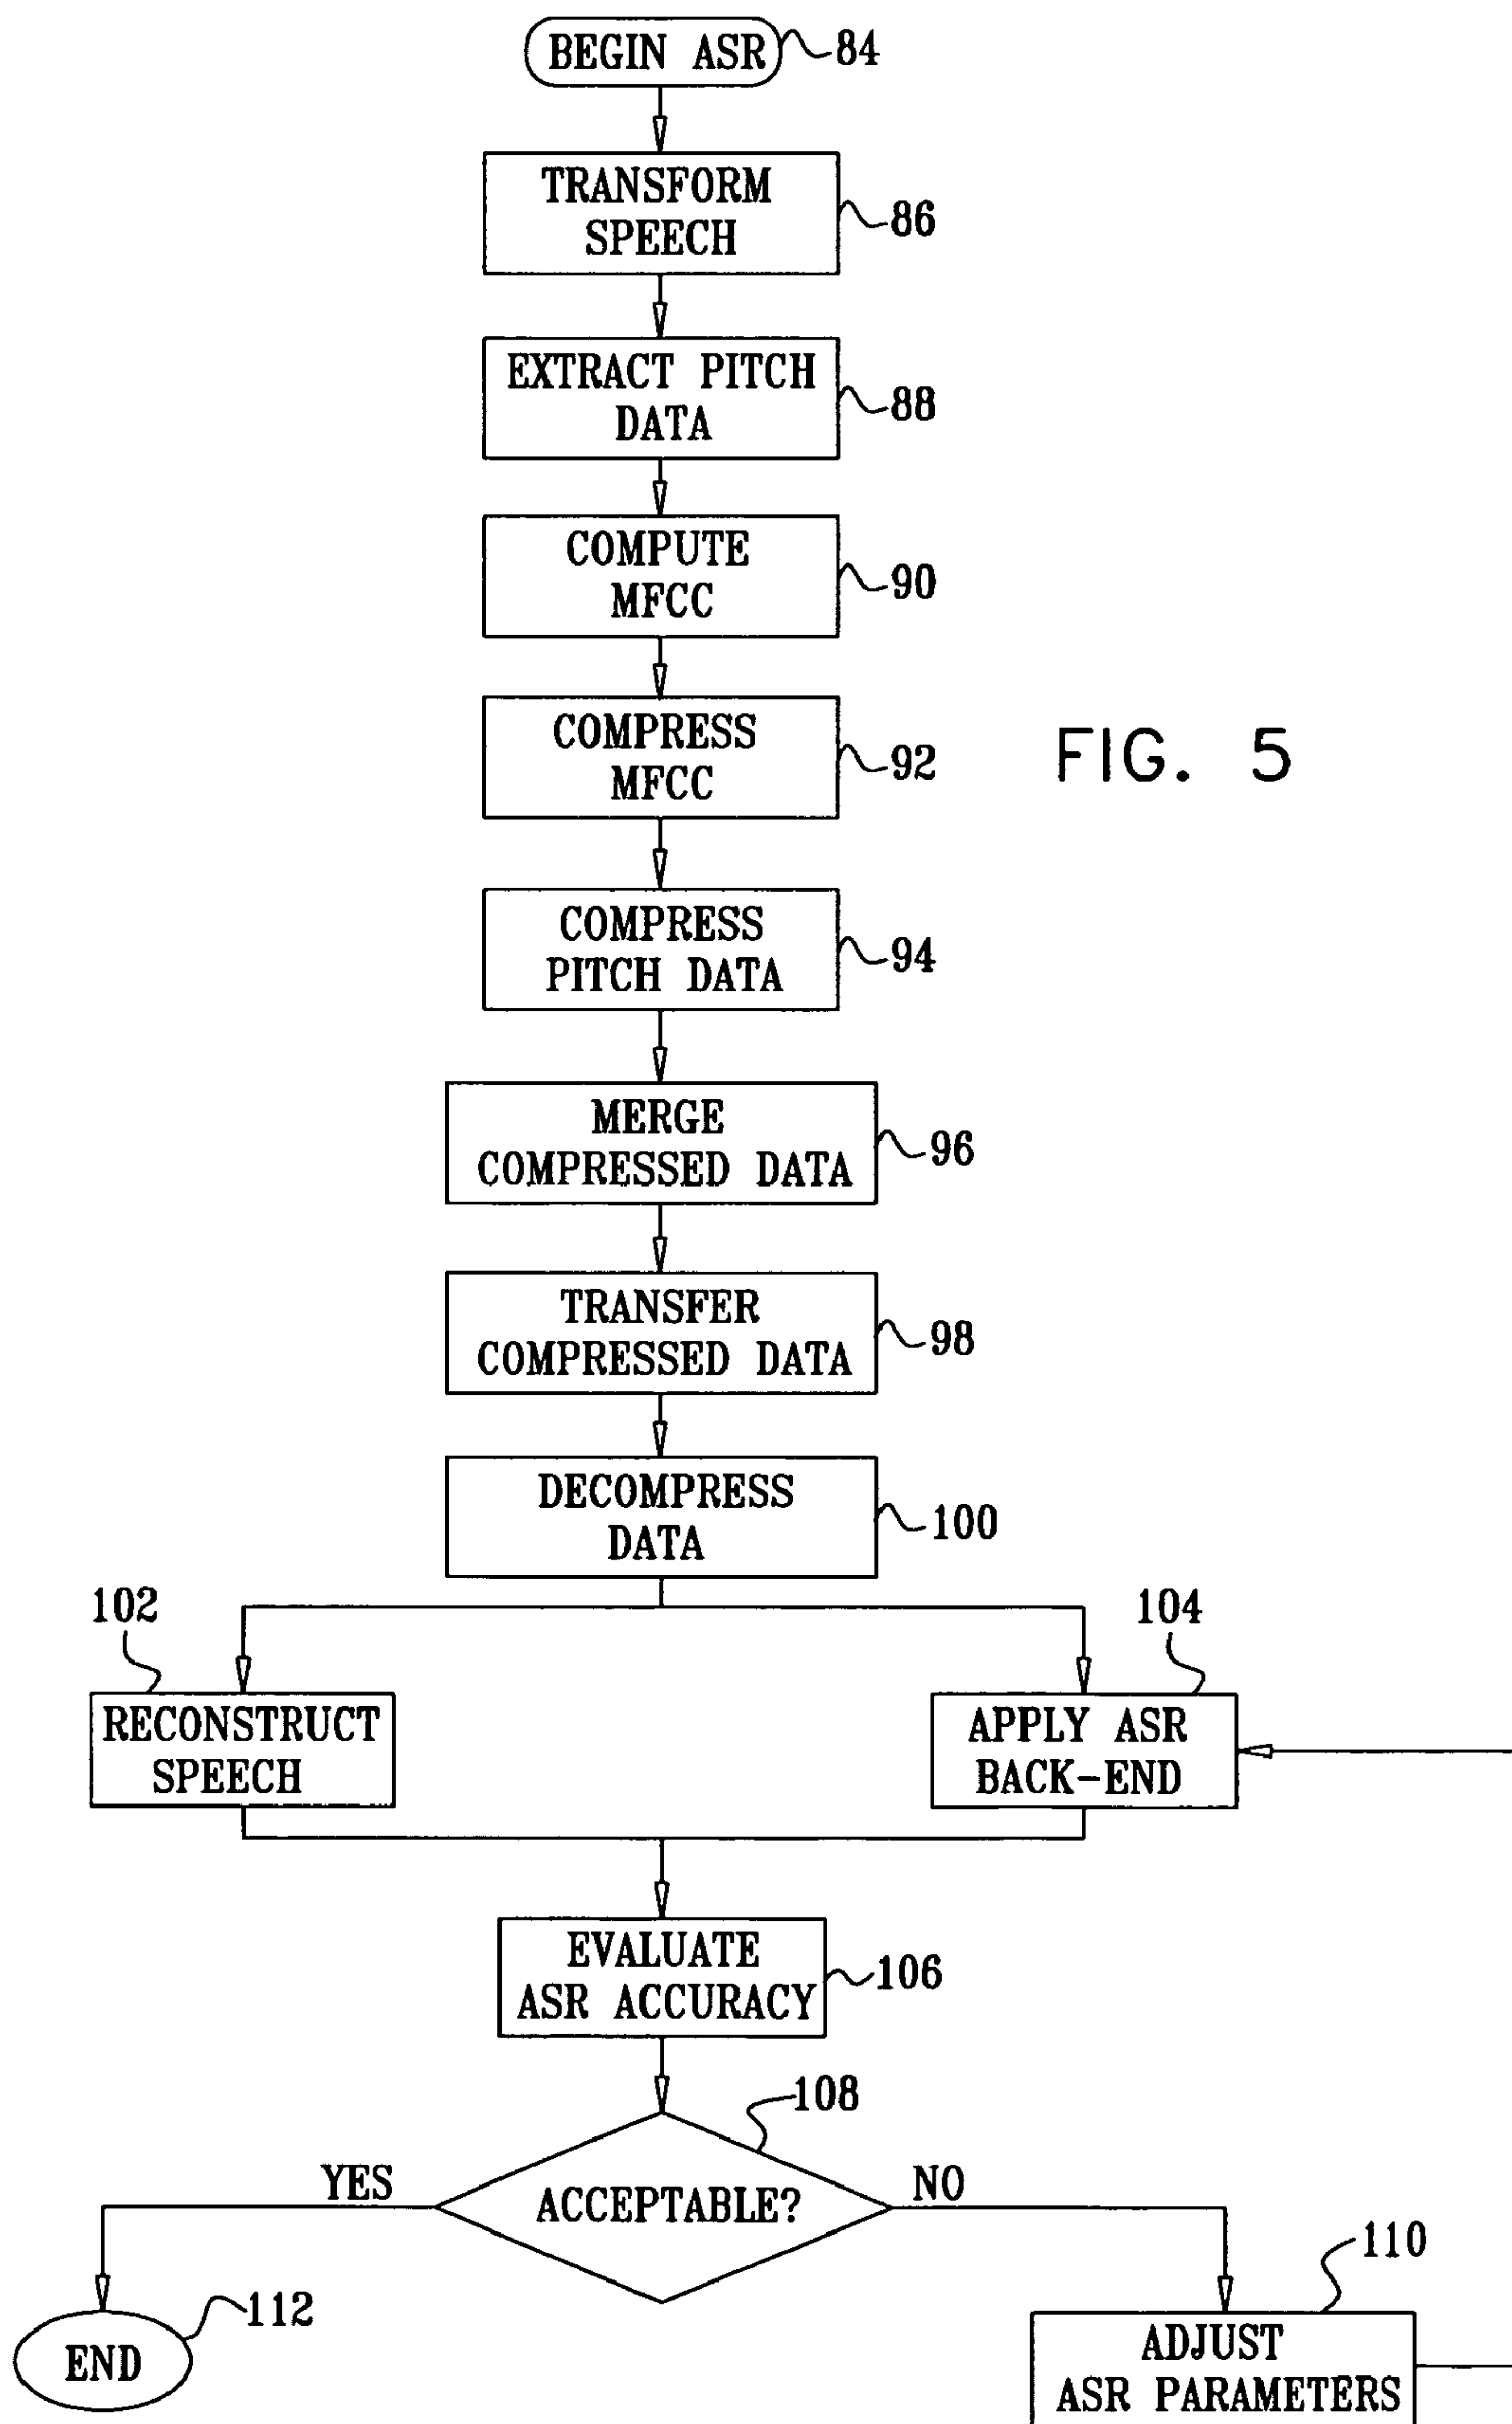 BEGIN ASR
84
TRANSFORM
SPEECH
86
EXTRACT PITCH
DATA
88
COMPUTE
MFCC
90
COMPRESS
MFCC
92
FIG. 5
COMPRESS
PITCH DATA
94
MERGE
COMPRESSED DATA
96
TRANSFER
COMPRESSED DATA
98
DECOMPRESS
DATA
100
102
104
RECONSTRUCT
SPEECH
APPLY ASR
BACK-END
EVALUATE
ASR ACCURACY
106
108
YES
ACCEPTABLE?
NO
110
112
END
ADJUST
ASR PARAMETERS